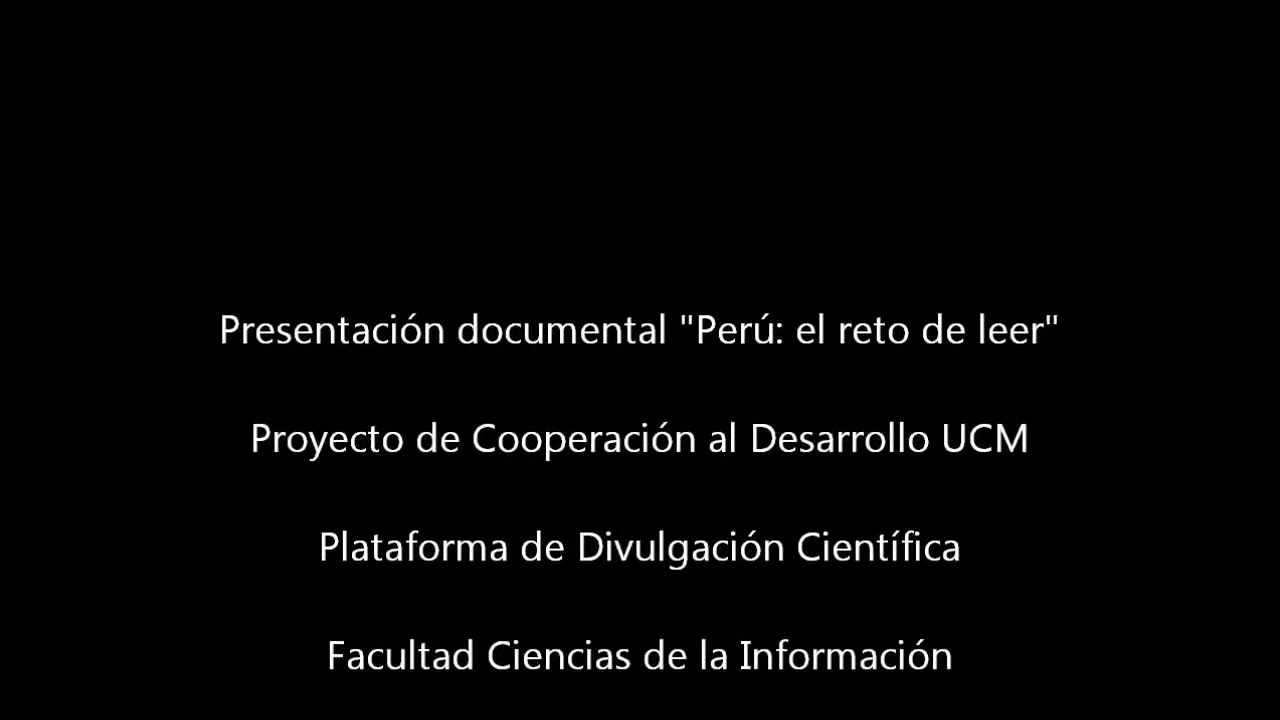 Presentación documental "Perú: el reto de leer"
Proyecto de Cooperación al Desarrollo UCM
Plataforma de Divulgación Científica
Facultad Ciencias de la Información